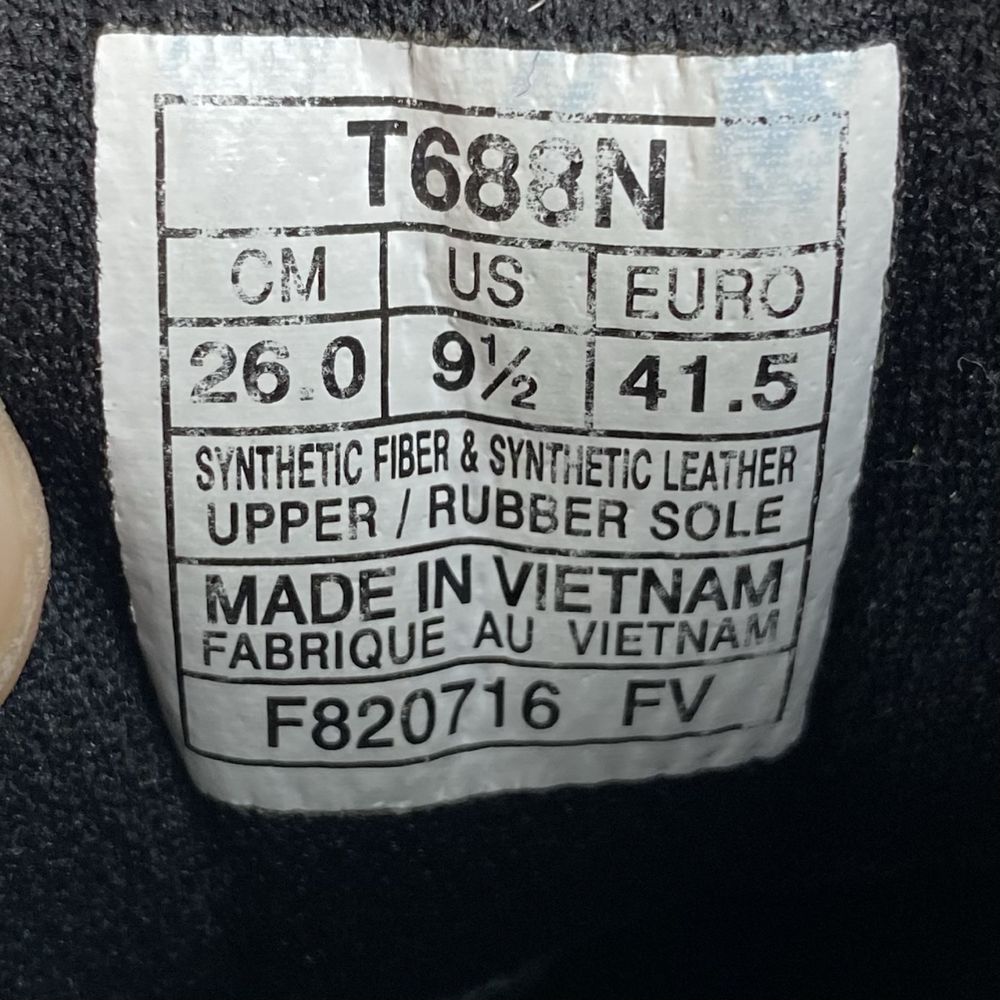 T688N
CM US EURO
26.0 9½ 41.5
SYNTHETIC FIBER & SYNTHETIC LEATHER
UPPER / RUBBER SOLE
MADE IN VIETNAM
FABRIQUE AU VIETNAM
F820716 FV